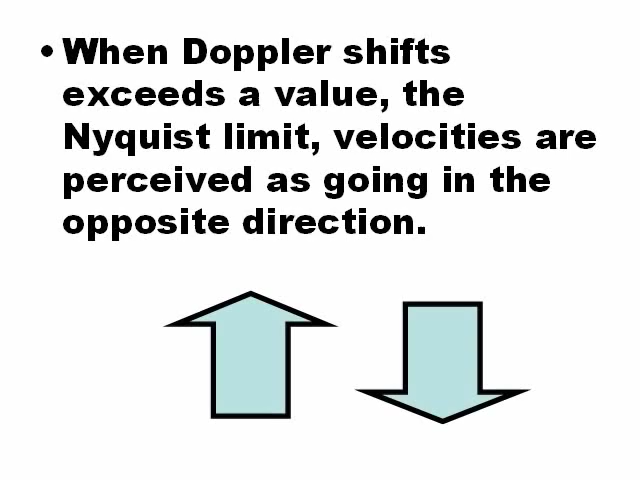 • When Doppler shifts
exceeds a value, the
Nyquist limit, velocities are
perceived as going in the
opposite direction.